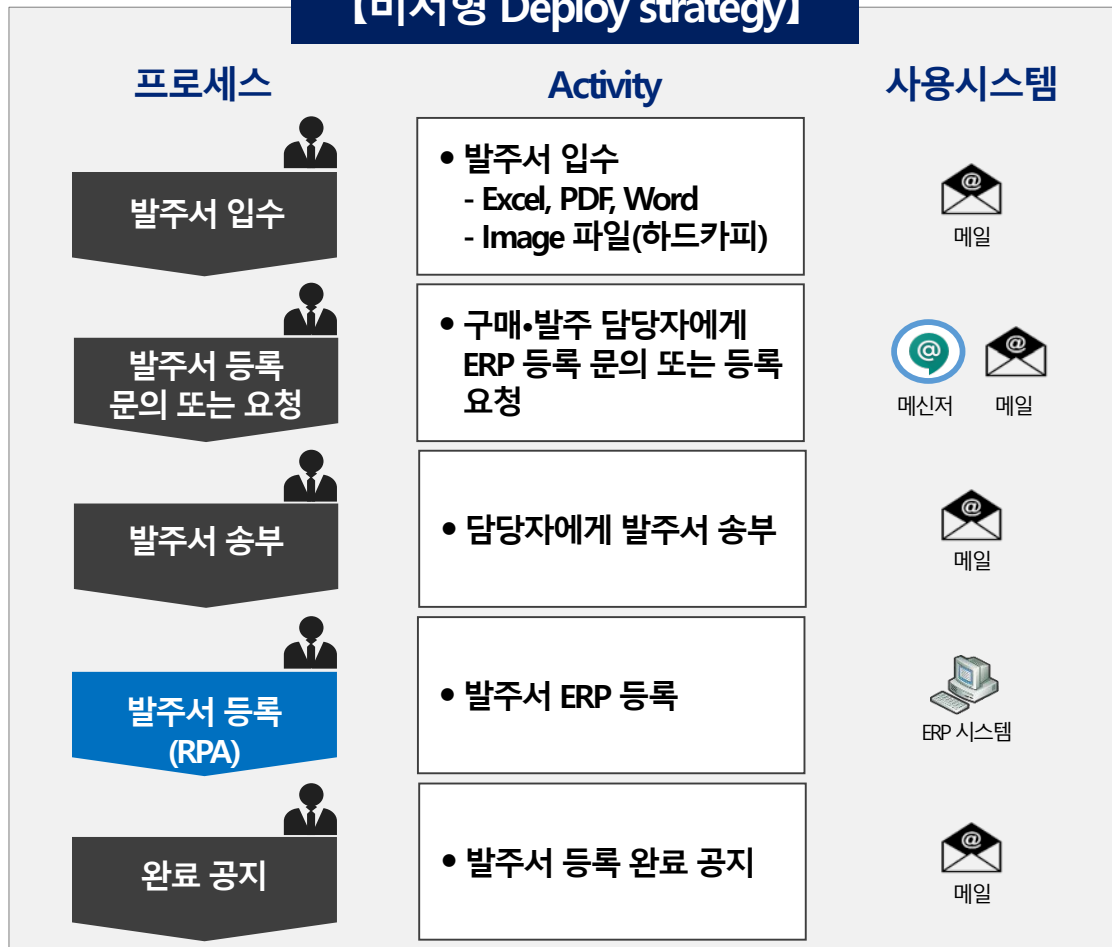 【비서형 Deploy strategy】
프로세스
Activity
사용시스템
발주서 입수
• 발주서 입수
- Excel, PDF, Word
- Image 파일(하드카피)
메일
발주서 등록
문의 또는 요청
• 구매•발주 담당자에게
ERP 등록 문의 또는 등록
요청
메신저
메일
발주서 송부
• 담당자에게 발주서 송부
메일
발주서 등록
(RPA)
• 발주서 ERP 등록
ERP 시스템
완료 공지
• 발주서 등록 완료 공지
메일